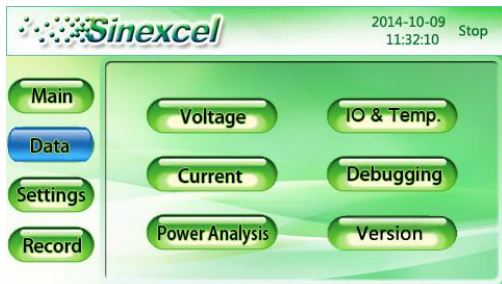 Sinexcel
2014-10-09
11:32:10
Stop
Main
Data
Settings
Record
Voltage
IO & Temp.
Current
Debugging
Power Analysis
Version